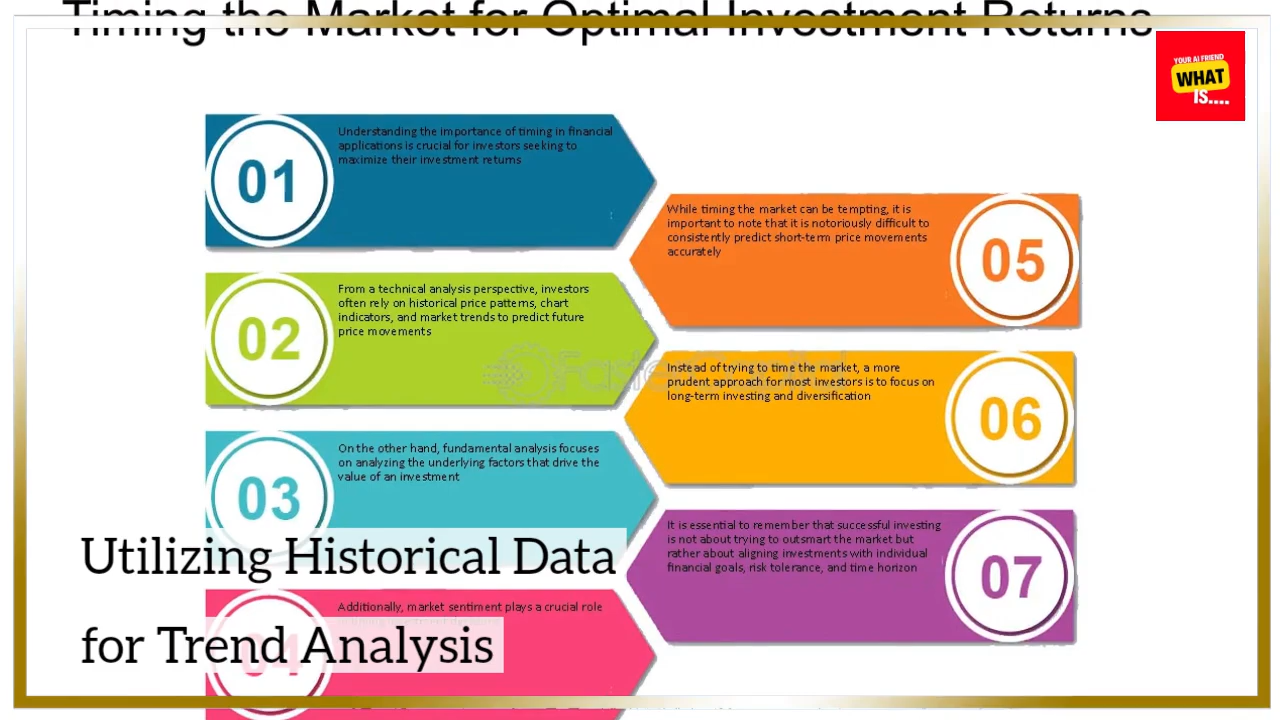 Timing the Market for Optimal Investment Returns
YOUR AI FRIEND
WHAT
IS....
01
Understanding the importance of timing in financial
applications is crucial for investors seeking to
maximize their investment returns
02
From a technical analysis perspective, investors
often rely on historical price patterns, chart
indicators, and market trends to predict future
price movements
03
On the other hand, fundamental analysis focuses
on analyzing the underlying factors that drive the
value of an investment
04
Additionally, market sentiment plays a crucial role
05
While timing the market can be tempting, it is
important to note that it is notoriously difficult to
consistently predict short-term price movements
accurately
06
Instead of trying to time the market, a more
prudent approach for most investors is to focus on
long-term investing and diversification
07
It is essential to remember that successful investing
is not about trying to outsmart the market but
rather about aligning investments with individual
financial goals, risk tolerance, and time horizon
Utilizing Historical Data
for Trend Analysis